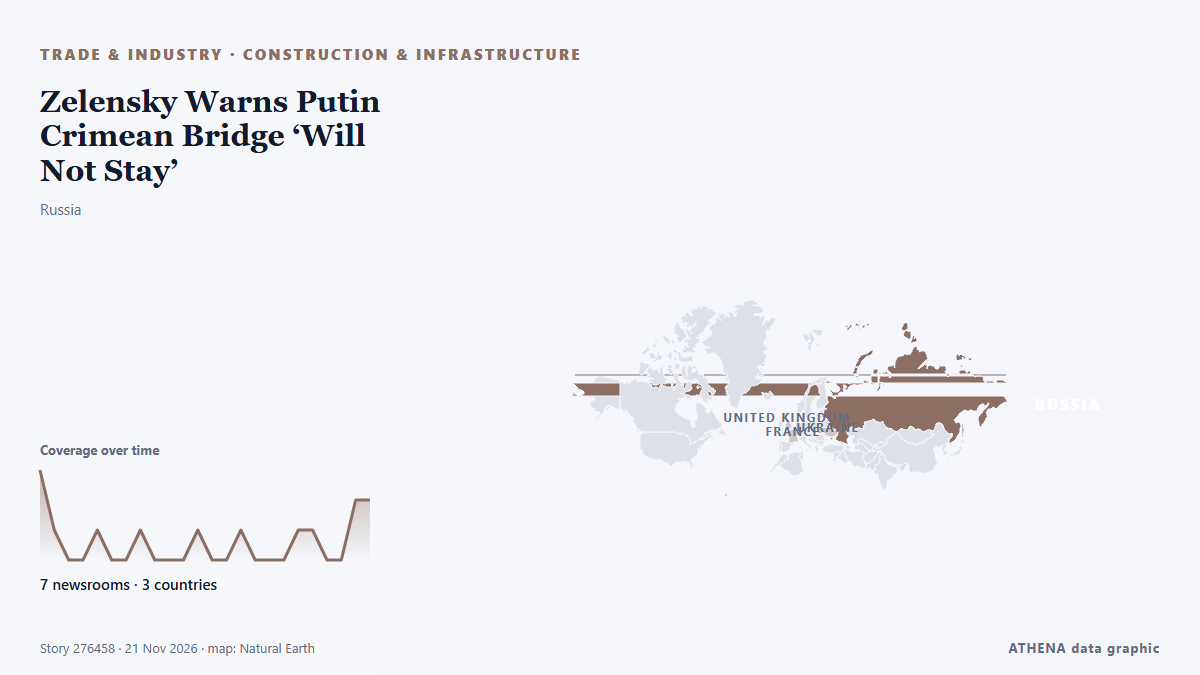 TRADE & INDUSTRY · CONSTRUCTION & INFRASTRUCTURE
Zelensky Warns Putin
Crimean Bridge ‘Will
Not Stay’
Russia
RUSSIA
UNITED KINGDOM
FRANCE
UKRAINE
Coverage over time
7 newsrooms · 3 countries
Story 276458 · 21 Nov 2026 · map: Natural Earth
ATHENA data graphic